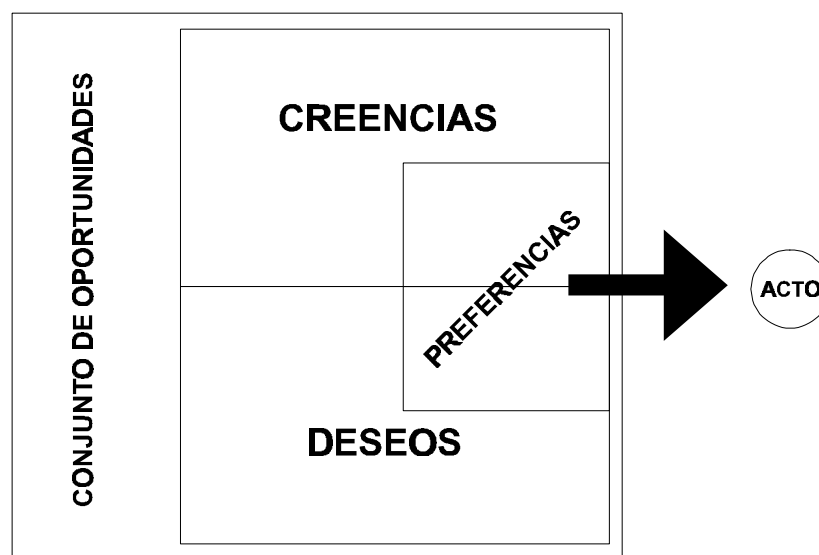 CONJUNTO DE OPORTUNIDADES
CREENCIAS
PREFERENCIAS
DESEOS
ACTO